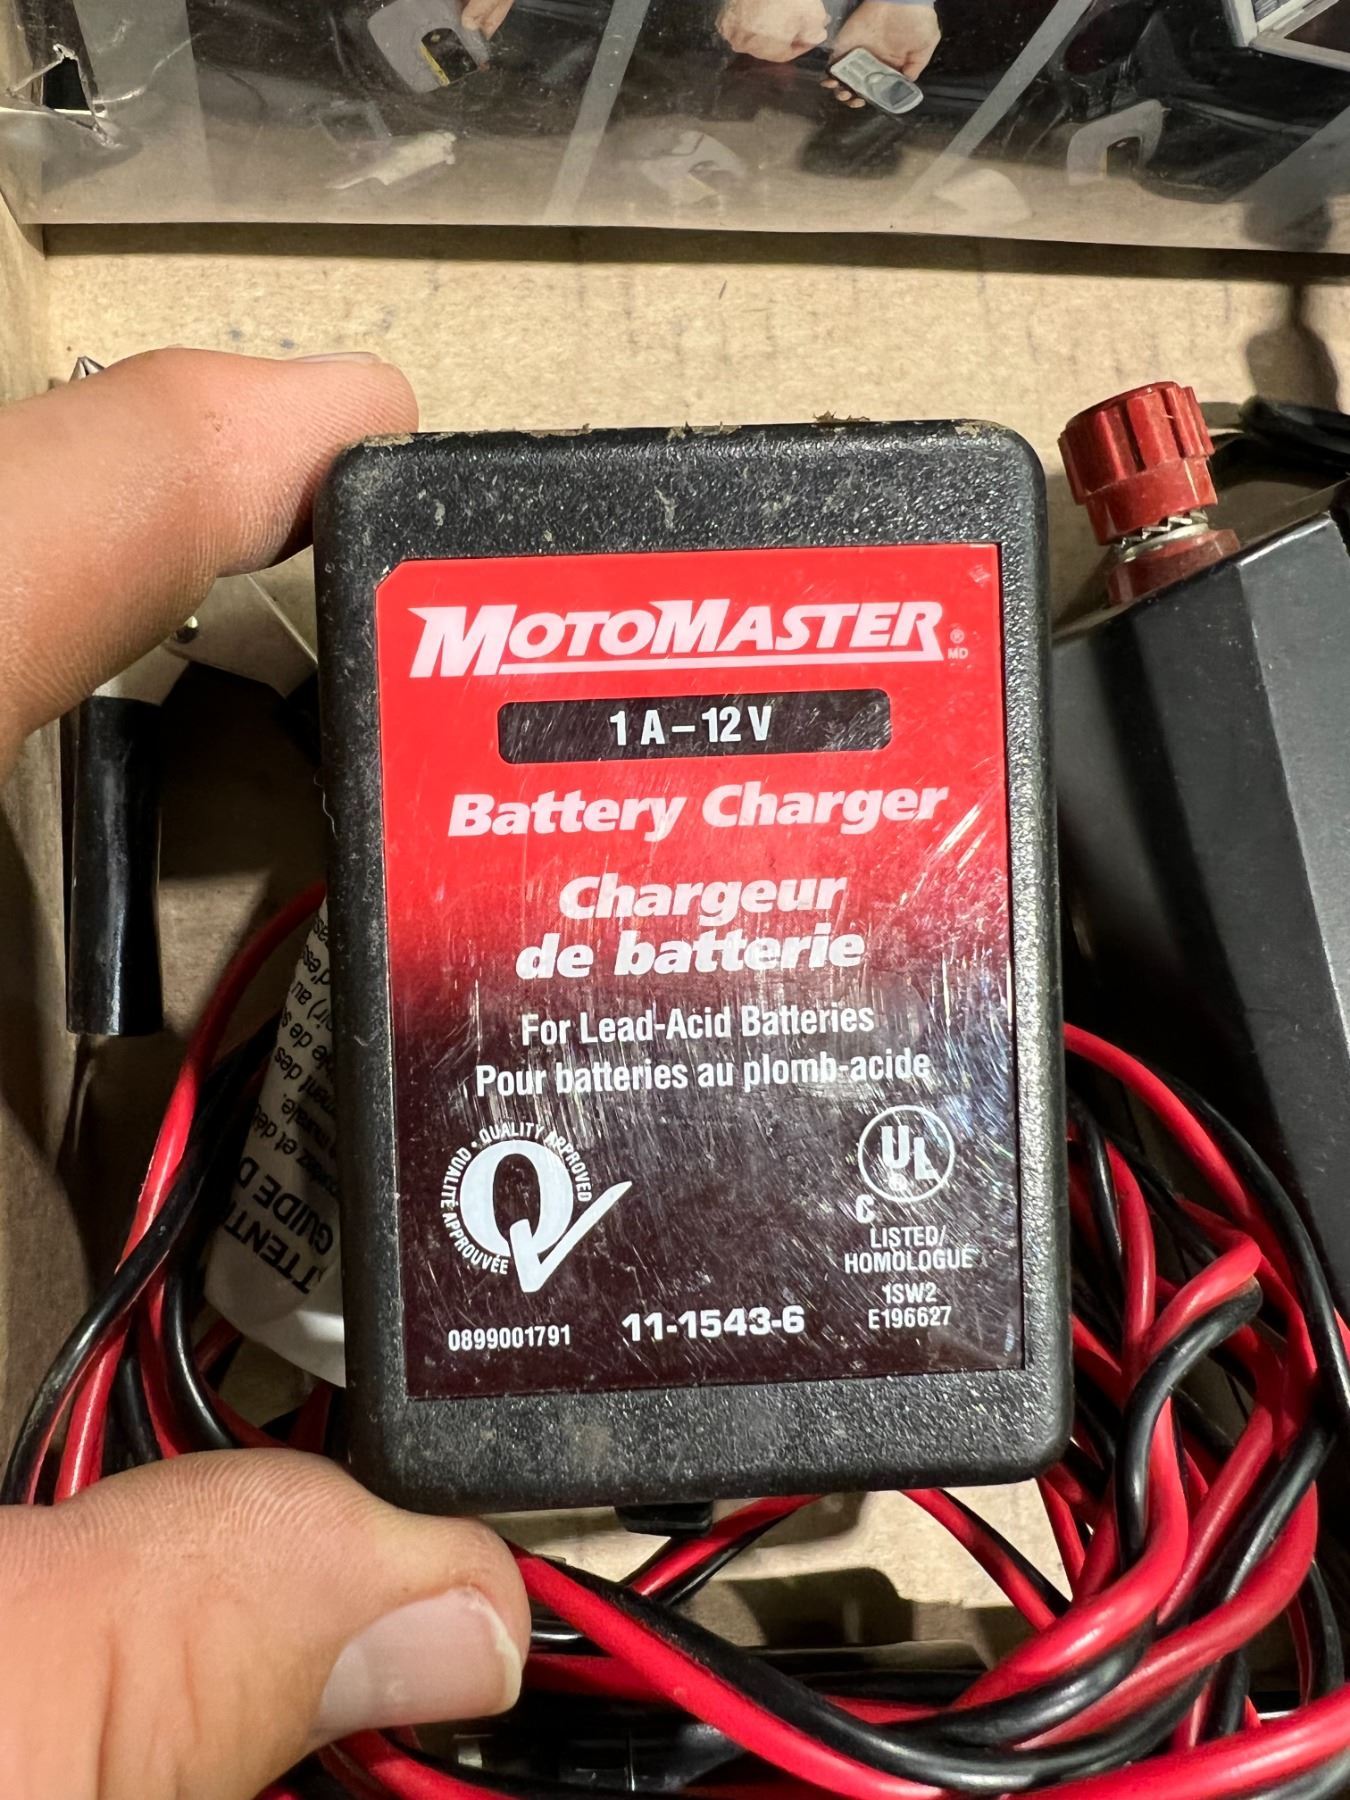 MOTOMASTER ®
MD
1 A – 12 V
Battery Charger
Chargeur
de batterie
For Lead-Acid Batteries
Pour batteries au plomb-acide
• QUALITY APPROVED
QUALITÉ APPROUVÉE
Q
UL
®
C
LISTED/
HOMOLOGUÉ
1SW2
E196627
0899001791
11-1543-6
GUIDE D